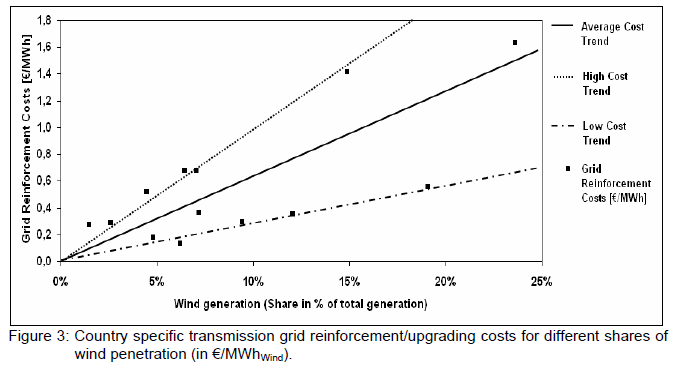 Grid Reinforcement Costs [€/MWh]
1,8
1,6
1,4
1,2
1,0
0,8
0,6
0,4
0,2
0,0
0%
5%
10%
15%
20%
25%
Wind generation (Share in % of total generation)
Average Cost
Trend
High Cost
Trend
Low Cost
Trend
Grid
Reinforcement
Costs [€/MWh]
Figure 3: Country specific transmission grid reinforcement/upgrading costs for different shares of
wind penetration (in €/MWhWind).